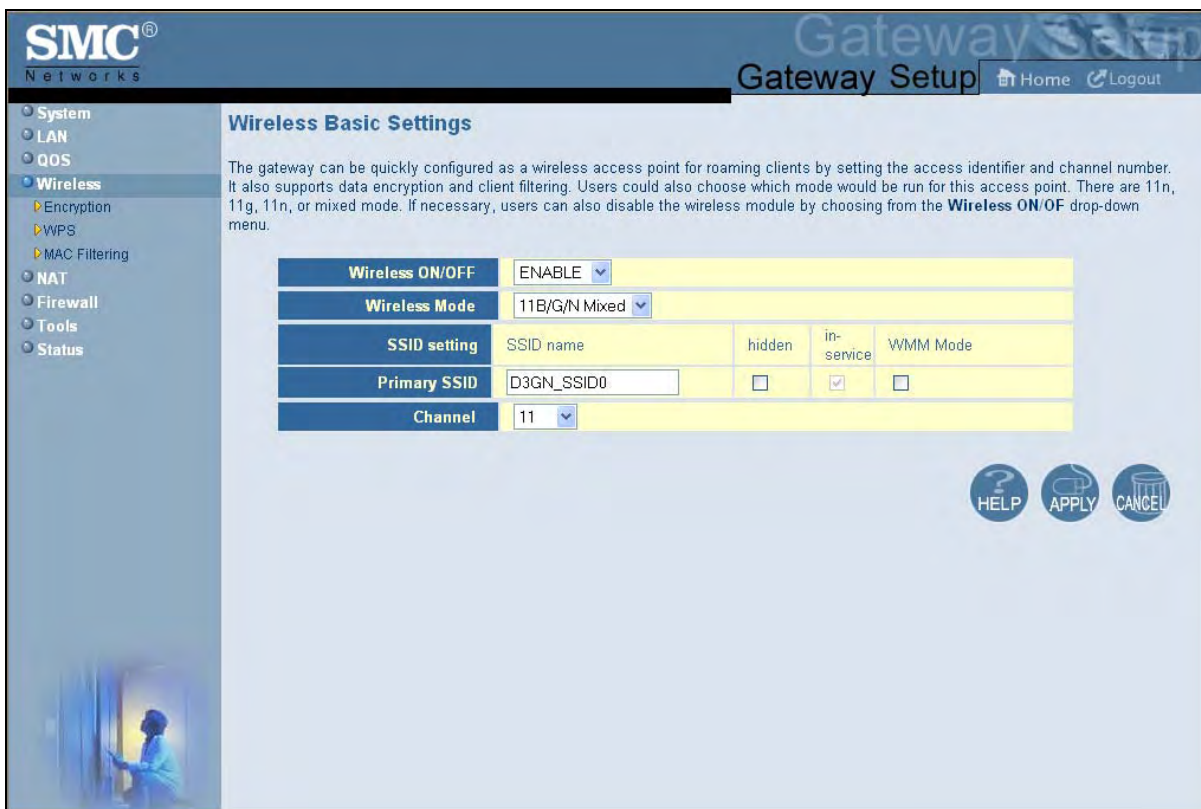 SMC®
Networks
Gateway Setup
Gateway Setup
Home
Logout
System
LAN
QOS
Wireless
Encryption
WPS
MAC Filtering
NAT
Firewall
Tools
Status
Wireless Basic Settings
The gateway can be quickly configured as a wireless access point for roaming clients by setting the access identifier and channel number.
It also supports data encryption and client filtering. Users could also choose which mode would be run for this access point. There are 11n,
11g, 11n, or mixed mode. If necessary, users can also disable the wireless module by choosing from the Wireless ON/OF drop-down
menu.
Wireless ON/OFF ENABLE
Wireless Mode 11B/G/N Mixed
SSID setting SSID name hidden in-
service WMM Mode
Primary SSID D3GN_SSID0
Channel 11
HELP APPLY CANCEL